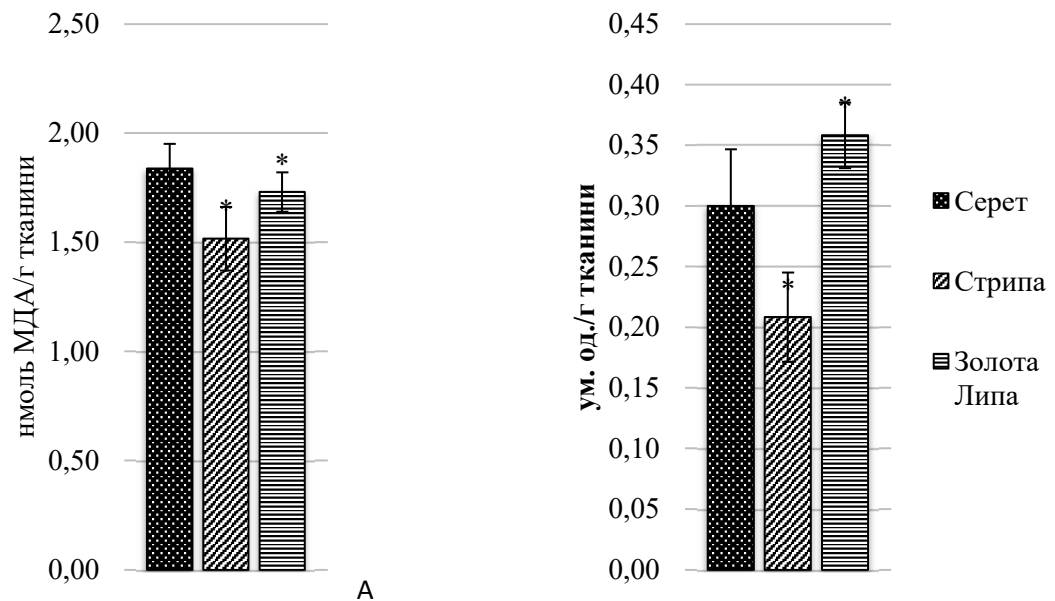 нмоль МДА/г тканини
2,50
2,00
1,50
1,00
0,50
0,00
*
*
А
ум. од./г тканини
0,45
0,40
0,35
0,30
0,25
0,20
0,15
0,10
0,05
0,00
*
*
Серет
Стрипа
Золота
Липа